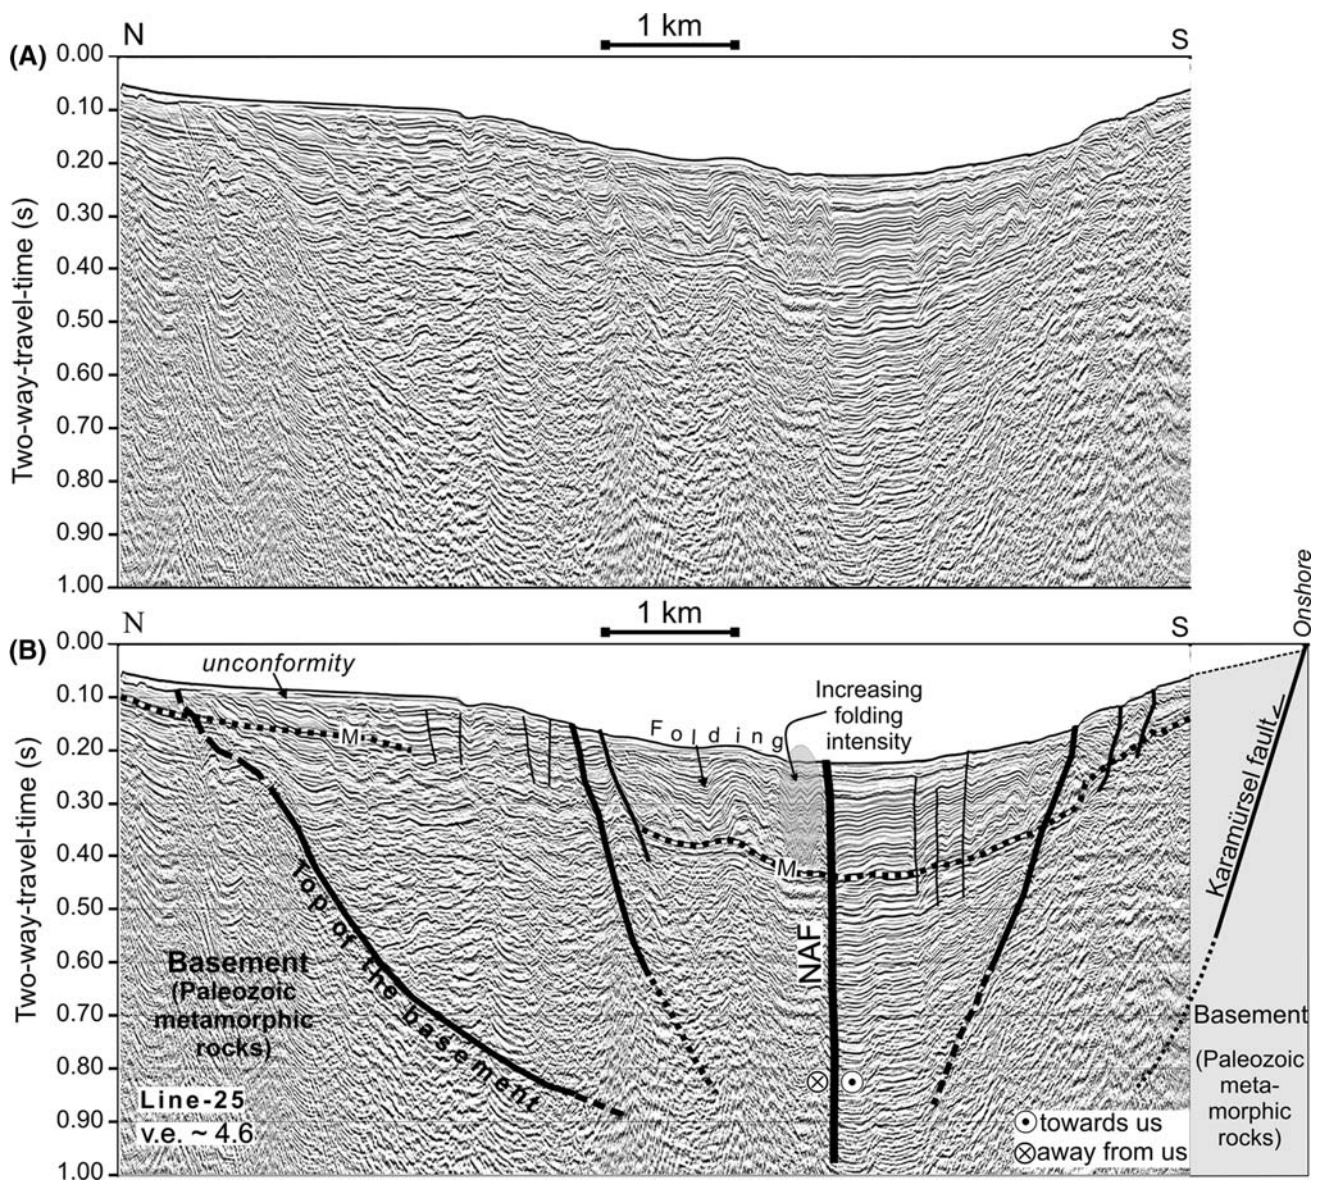 N
1 km
S
(A)
0.00
0.10
0.20
0.30
0.40
0.50
0.60
0.70
0.80
0.90
1.00
Two-way-travel-time (s)
N
1 km
S
Onshore
(B)
0.00
0.10
0.20
0.30
0.40
0.50
0.60
0.70
0.80
0.90
1.00
Two-way-travel-time (s)
unconformity
M
Folding
Increasing
folding
intensity
M
NAF
Top of the basement
Basement
(Paleozoic
metamorphic
rocks)
Line-25
v.e. ~ 4.6
Karamürsel fault
Basement
(Paleozoic
meta-
morphic
rocks)
towards us
away from us